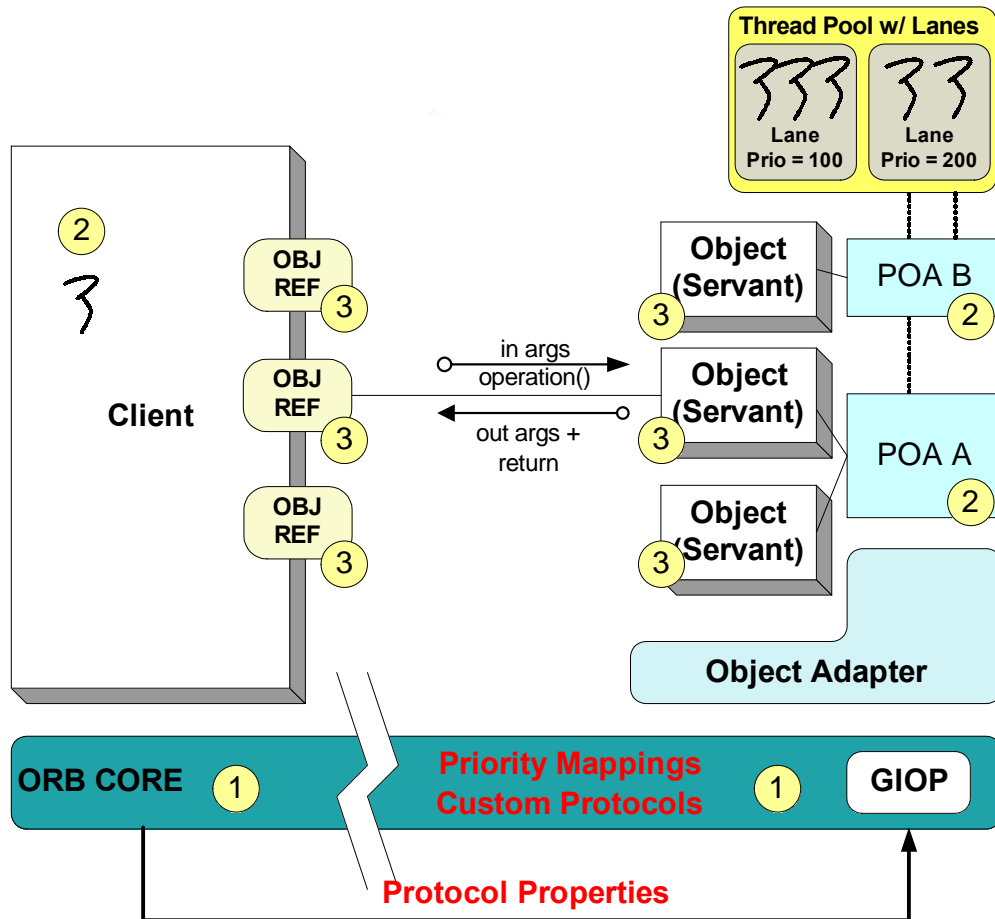 Thread Pool w/ Lanes
Lane
Prio = 100
Lane
Prio = 200
2
OBJ
REF
3
Object
(Servant)
3
POA B
2
in args
operation()
Client
OBJ
REF
3
Object
(Servant)
3
out args +
return
POA A
2
OBJ
REF
3
Object
(Servant)
3
Object Adapter
ORB CORE
1
Priority Mappings
Custom Protocols
1
GIOP
Protocol Properties